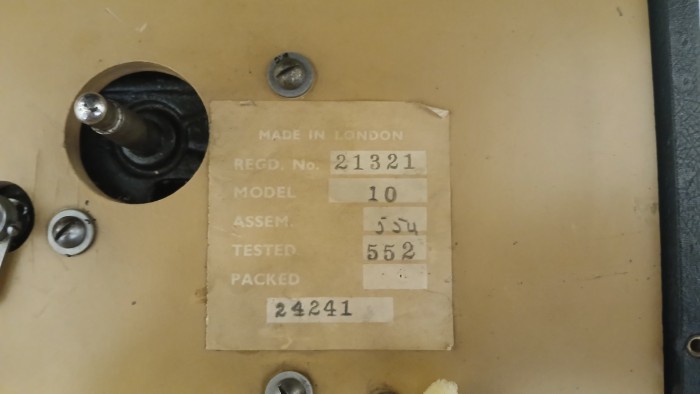 MADE IN LONDON
REGD. No. 21321
MODEL 10
ASSEM. 554
TESTED 552
PACKED
24241